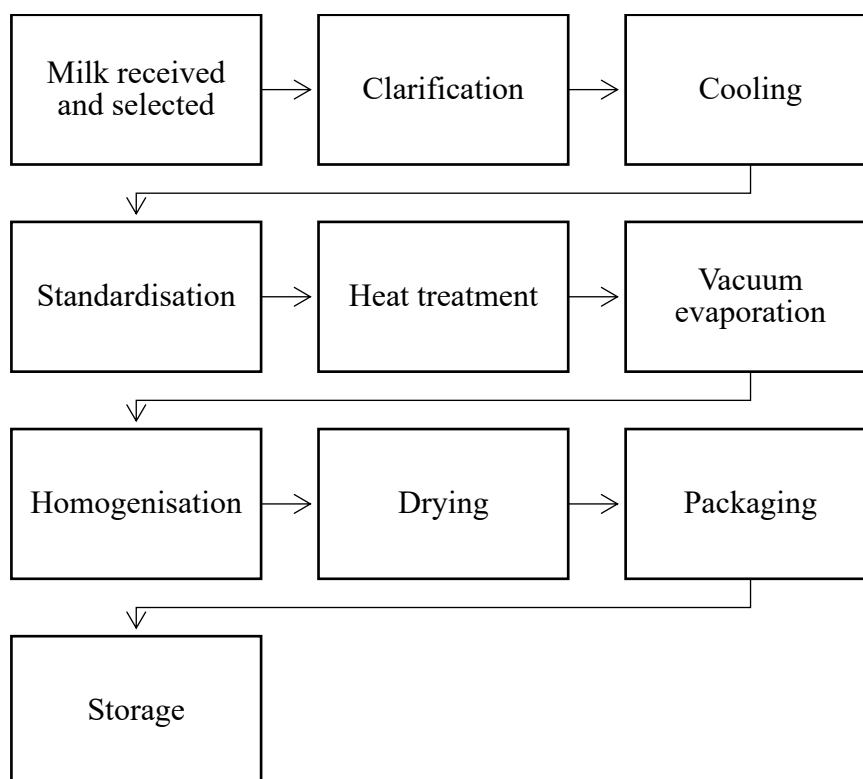 Milk received
and selected
Clarification
Cooling
Standardisation
Heat treatment
Vacuum
evaporation
Homogenisation
Drying
Packaging
Storage